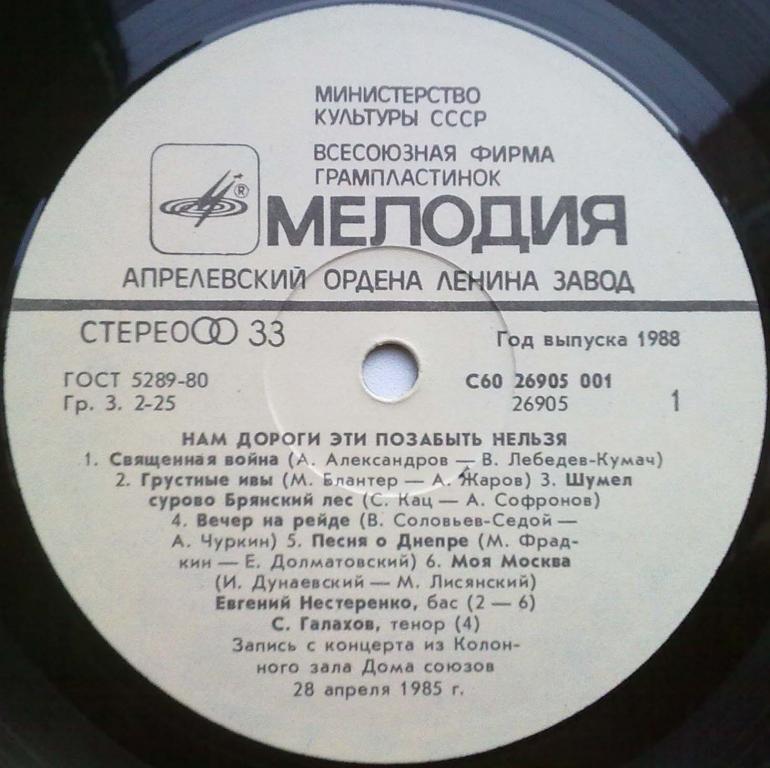 МИНИСТЕРСТВО
КУЛЬТУРЫ СССР
ВСЕСОЮЗНАЯ ФИРМА
ГРАМПЛАСТИНОК
®
МЕЛОДИЯ
АПРЕЛЕВСКИЙ ОРДЕНА ЛЕНИНА ЗАВОД
СТЕРЕО 33
Год выпуска 1988
ГОСТ 5289-80
С60 26905 001
Гр. 3. 2-25
26905
1
НАМ ДОРОГИ ЭТИ ПОЗАБЫТЬ НЕЛЬЗЯ
1. Священная война (А. Александров — В. Лебедев-Кумач)
2. Грустные ивы (М. Блантер — А. Жаров) 3. Шумел
сурово Брянский лес (С. Кац — А. Софронов)
4. Вечер на рейде (В. Соловьев-Седой —
А. Чуркин) 5. Песня о Днепре (М. Фрад-
кин — Е. Долматовский) 6. Моя Москва
(И. Дунаевский — М. Лисянский)
Евгений Нестеренко, бас (2 — 6)
С. Галахов, тенор (4)
Запись с концерта из Колон-
ного зала Дома союзов
28 апреля 1985 г.